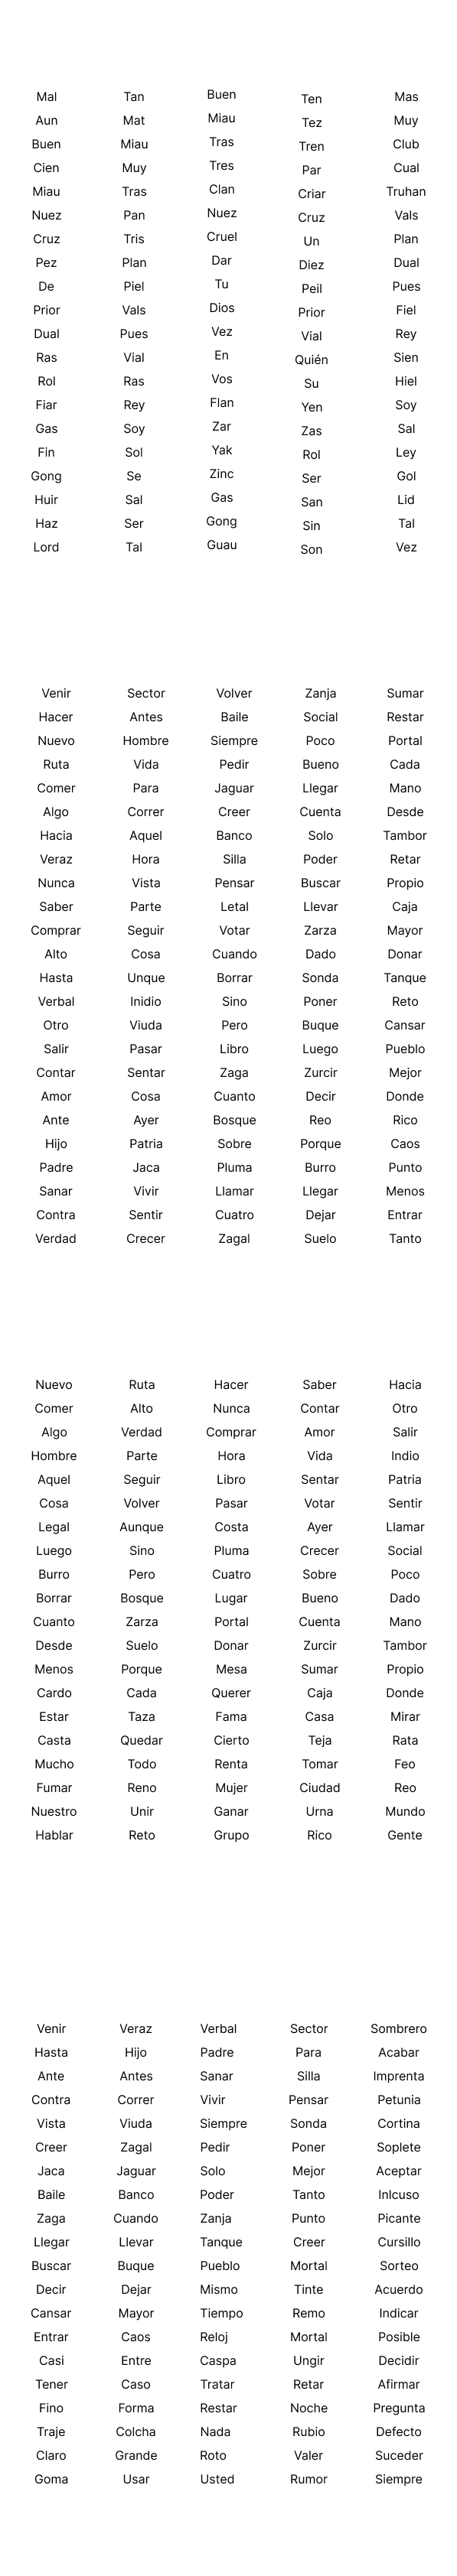 Mal Tan Buen Ten Mas
Aun Mat Miau Tez Muy
Buen Miau Tras Tren Club
Cien Muy Tres Par Cual
Miau Tras Clan Criar Truhan
Nuez Pan Nuez Cruz Vals
Cruz Tris Cruel Un Plan
Pez Plan Dar Diez Dual
De Piel Tu Peil Pues
Prior Vals Dios Prior Fiel
Dual Pues Vez Vial Rey
Ras Vial En Quién Sien
Rol Ras Vos Su Hiel
Fiar Rey Flan Yen Soy
Gas Soy Zar Zas Sal
Fin Sol Yak Rol Ley
Gong Se Zinc Ser Gol
Huir Sal Gas San Lid
Haz Ser Gong Sin Tal
Lord Tal Guau Son Vez
Venir Sector Volver Zanja Sumar
Hacer Antes Baile Social Restar
Nuevo Hombre Siempre Poco Portal
Ruta Vida Pedir Bueno Cada
Comer Para Jaguar Llegar Mano
Algo Correr Creer Cuenta Desde
Hacia Aquel Banco Solo Tambor
Veraz Hora Silla Poder Retar
Nunca Vista Pensar Buscar Propio
Saber Parte Letal Llevar Caja
Comprar Seguir Votar Zarza Mayor
Alto Cosa Cuando Dado Donar
Hasta Unque Borrar Sonda Tanque
Verbal Inidio Sino Poner Reto
Otro Viuda Pero Buque Cansar
Salir Pasar Libro Luego Pueblo
Contar Sentar Zaga Zurcir Mejor
Amor Cosa Cuanto Decir Donde
Ante Ayer Bosque Reo Rico
Hijo Patria Sobre Porque Caos
Padre Jaca Pluma Burro Punto
Sanar Vivir Llamar Llegar Menos
Contra Sentir Cuatro Dejar Entrar
Verdad Crecer Zagal Suelo Tanto
Nuevo Ruta Hacer Saber Hacia
Comer Alto Nunca Contar Otro
Algo Verdad Comprar Amor Salir
Hombre Parte Hora Vida Indio
Aquel Seguir Libro Sentar Patria
Cosa Volver Pasar Votar Sentir
Legal Aunque Costa Ayer Llamar
Luego Sino Pluma Crecer Social
Burro Pero Cuatro Sobre Poco
Borrar Bosque Lugar Bueno Dado
Cuanto Zarza Portal Cuenta Mano
Desde Suelo Donar Zurcir Tambor
Menos Porque Mesa Sumar Propio
Cardo Cada Querer Caja Donde
Estar Taza Fama Casa Mirar
Casta Quedar Cierto Teja Rata
Mucho Todo Renta Tomar Feo
Fumar Reno Mujer Ciudad Reo
Nuestro Unir Ganar Urna Mundo
Hablar Reto Grupo Rico Gente
Venir Veraz Verbal Sector Sombrero
Hasta Hijo Padre Para Acabar
Ante Antes Sanar Silla Imprenta
Contra Correr Vivir Pensar Petunia
Vista Viuda Siempre Sonda Cortina
Creer Zagal Pedir Poner Soplete
Jaca Jaguar Solo Mejor Aceptar
Baile Banco Poder Tanto Inlcuso
Zaga Cuando Zanja Punto Picante
Llegar Llevar Tanque Creer Cursillo
Buscar Buque Pueblo Mortal Sorteo
Decir Dejar Mismo Tinte Acuerdo
Cansar Mayor Tiempo Remo Indicar
Entrar Caos Reloj Mortal Posible
Casi Entre Caspa Ungir Decidir
Tener Caso Tratar Retar Afirmar
Fino Forma Restar Noche Pregunta
Traje Colcha Nada Rubio Defecto
Claro Grande Roto Valer Suceder
Goma Usar Usted Rumor Siempre